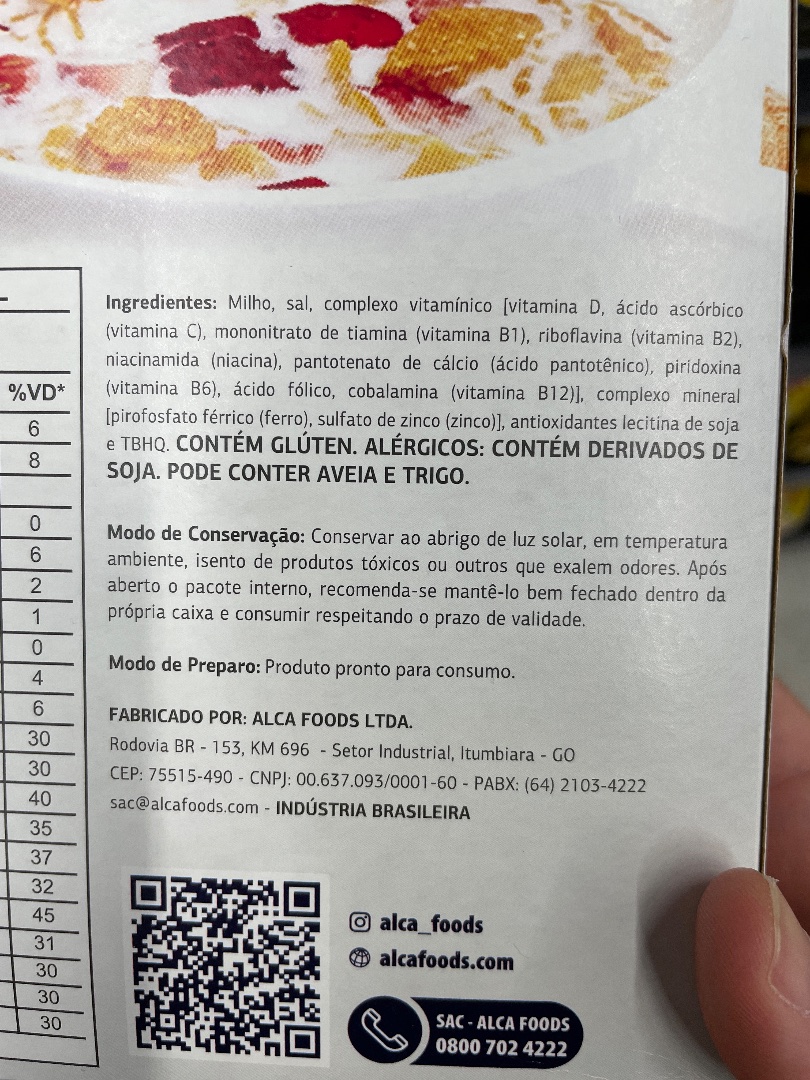 %VD*
6
8
0
6
2
1
0
4
6
30
30
40
35
37
32
45
31
30
30
30
Ingredientes: Milho, sal, complexo vitamínico [vitamina D, ácido ascórbico
(vitamina C), mononitrato de tiamina (vitamina B1), riboflavina (vitamina B2),
niacinamida (niacina), pantotenato de cálcio (ácido pantotênico), piridoxina
(vitamina B6), ácido fólico, cobalamina (vitamina B12)], complexo mineral
[pirofosfato férrico (ferro), sulfato de zinco (zinco)], antioxidantes lecitina de soja
e TBHQ. CONTÉM GLÚTEN. ALÉRGICOS: CONTÉM DERIVADOS DE
SOJA. PODE CONTER AVEIA E TRIGO.
Modo de Conservação: Conservar ao abrigo de luz solar, em temperatura
ambiente, isento de produtos tóxicos ou outros que exalem odores. Após
aberto o pacote interno, recomenda-se mantê-lo bem fechado dentro da
própria caixa e consumir respeitando o prazo de validade.
Modo de Preparo: Produto pronto para consumo.
FABRICADO POR: ALCA FOODS LTDA.
Rodovia BR - 153, KM 696 - Setor Industrial, Itumbiara - GO
CEP: 75515-490 - CNPJ: 00.637.093/0001-60 - PABX: (64) 2103-4222
sac@alcafoods.com - INDÚSTRIA BRASILEIRA
alca_foods
alcafoods.com
SAC - ALCA FOODS
0800 702 4222